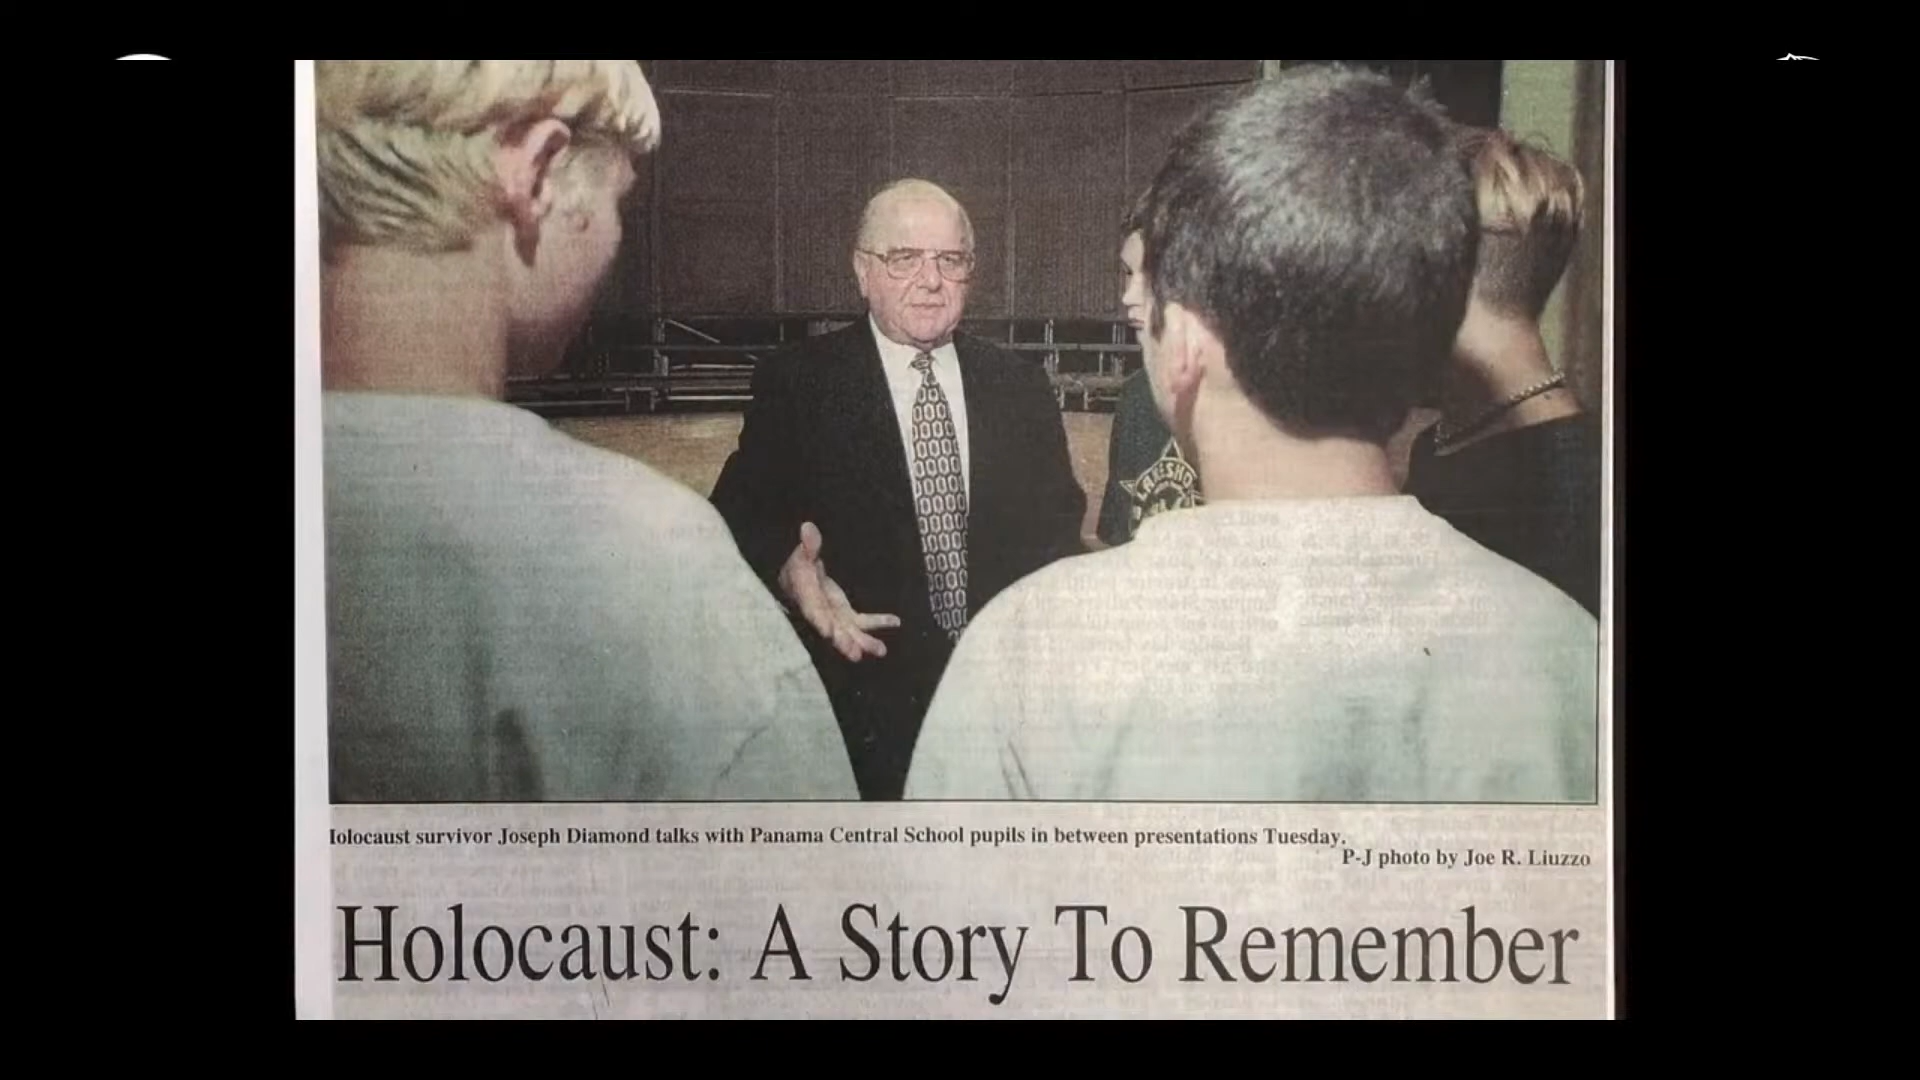 LAKESHO
Iolocaust survivor Joseph Diamond talks with Panama Central School pupils in between presentations Tuesday.
P-J photo by Joe R. Liuzzo
Holocaust: A Story To Remember